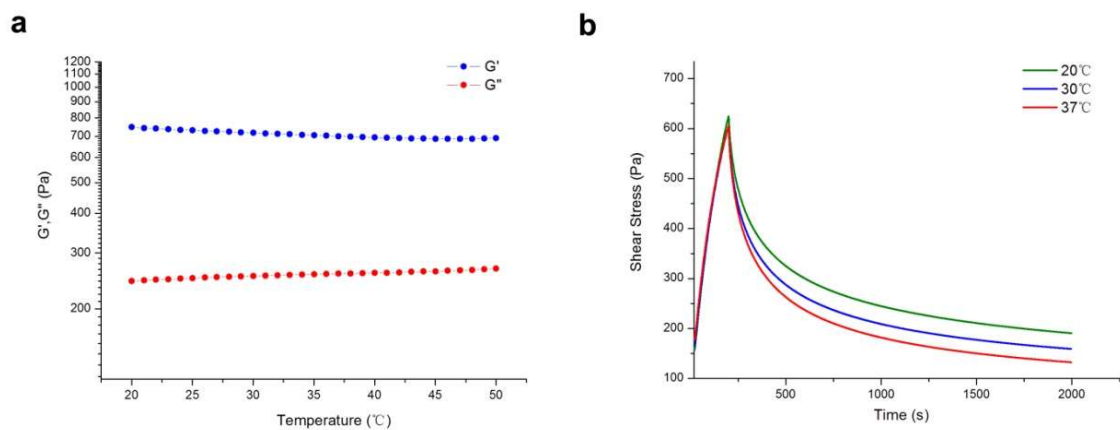 a
1200
1100
1000
900
800
700
600
500
400
300
200
G',G" (Pa)
G'
G"
20 25 30 35 40 45 50
Temperature (℃)
b
700
600
500
400
300
200
100
Shear Stress (Pa)
20℃
30℃
37℃
500 1000 1500 2000
Time (s)